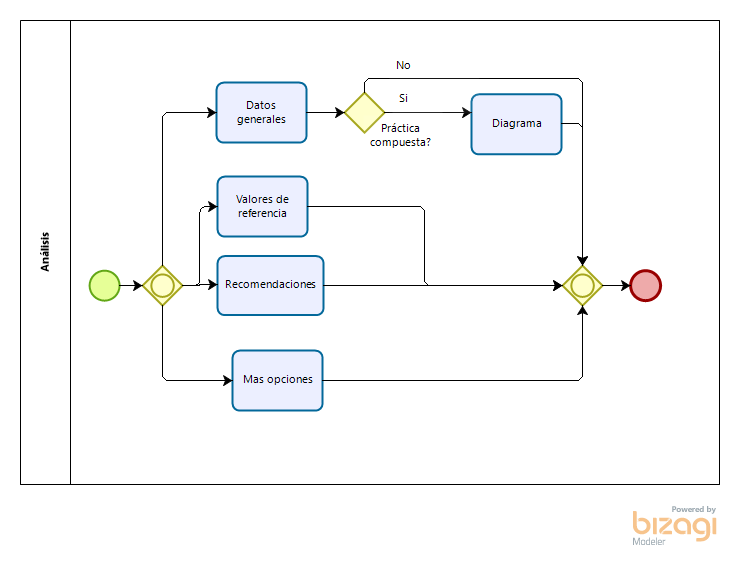 Análisis
Datos
generales
No
Si
Práctica
compuesta?
Diagrama
Valores de
referencia
Recomendaciones
Mas opciones
Powered by
bizagi
Modeler